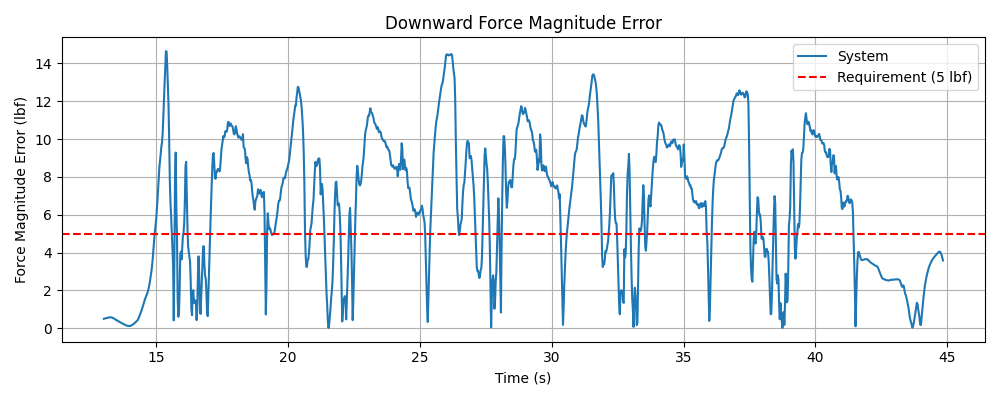 Downward Force Magnitude Error
Force Magnitude Error (lbf)
14
12
10
8
6
4
2
0
System
Requirement (5 lbf)
15 20 25 30 35 40 45
Time (s)